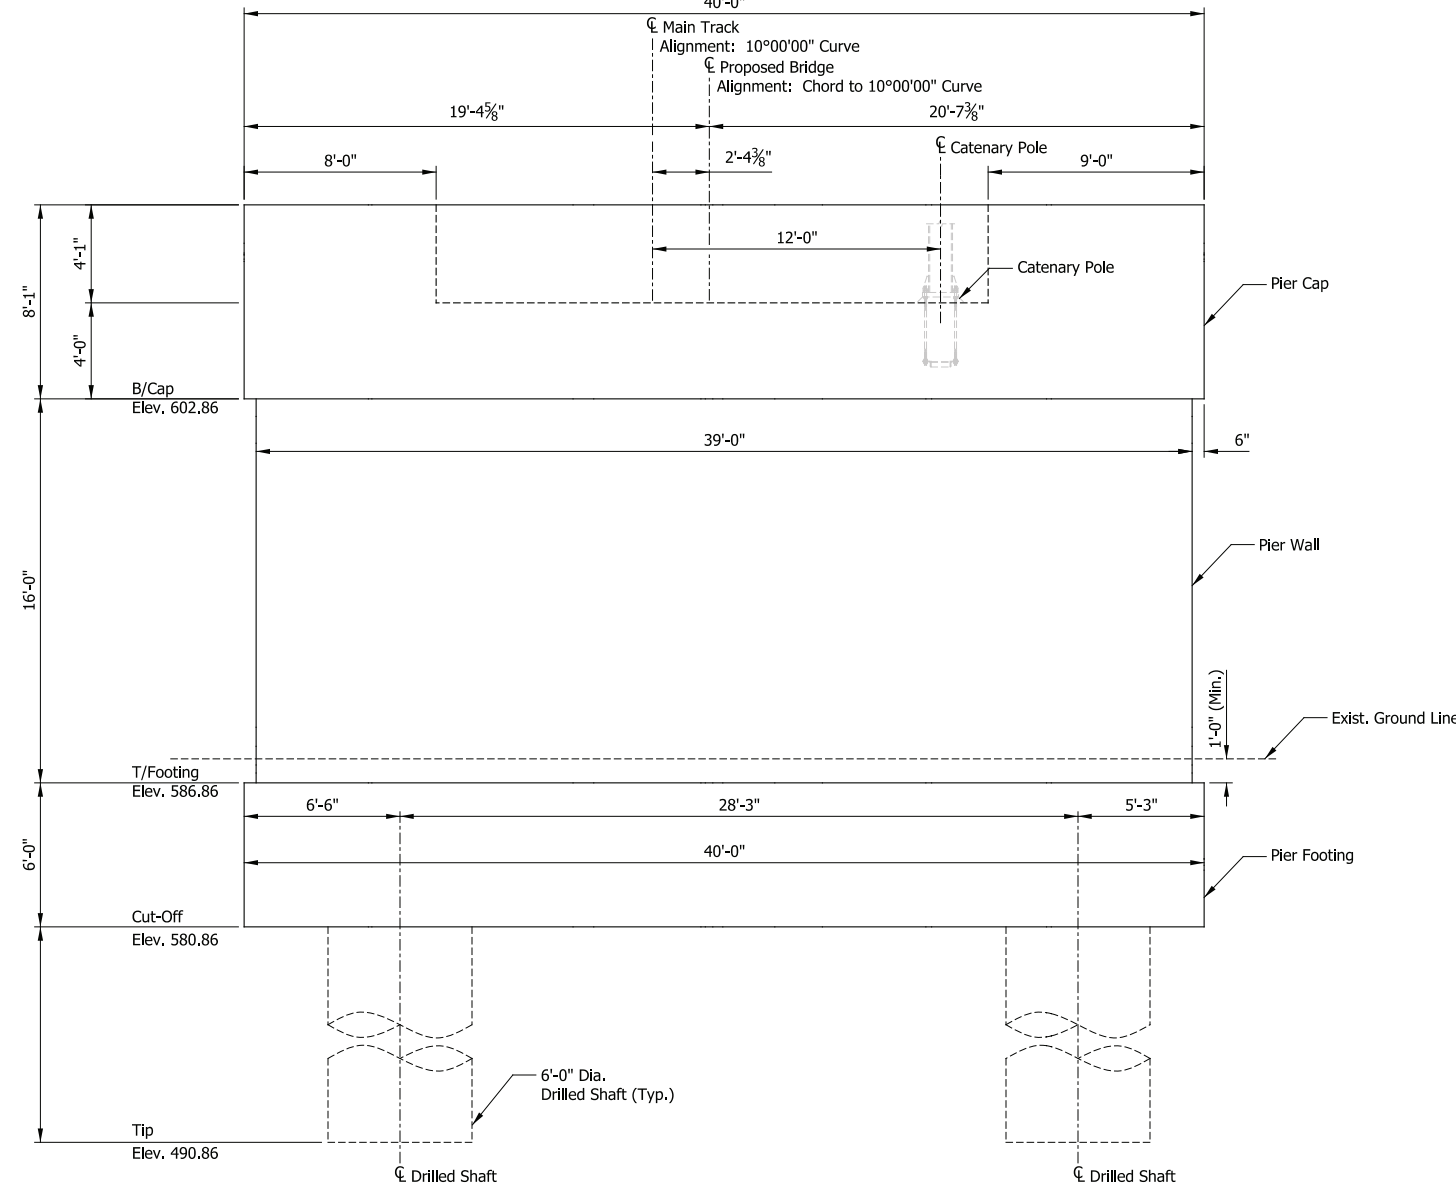 40'-0"
℄ Main Track
Alignment: 10°00'00" Curve
℄ Proposed Bridge
Alignment: Chord to 10°00'00" Curve
19'-4⅝"
20'-7⅜"
8'-0"
2'-4⅜"
℄ Catenary Pole
9'-0"
4'-1"
12'-0"
Catenary Pole
Pier Cap
8'-1"
4'-0"
B/Cap
Elev. 602.86
39'-0"
6"
Pier Wall
16'-0"
1'-0" (Min.)
Exist. Ground Line
T/Footing
Elev. 586.86
6'-6"
28'-3"
5'-3"
6'-0"
40'-0"
Pier Footing
Cut-Off
Elev. 580.86
6'-0" Dia.
Drilled Shaft (Typ.)
Tip
Elev. 490.86
℄ Drilled Shaft
℄ Drilled Shaft